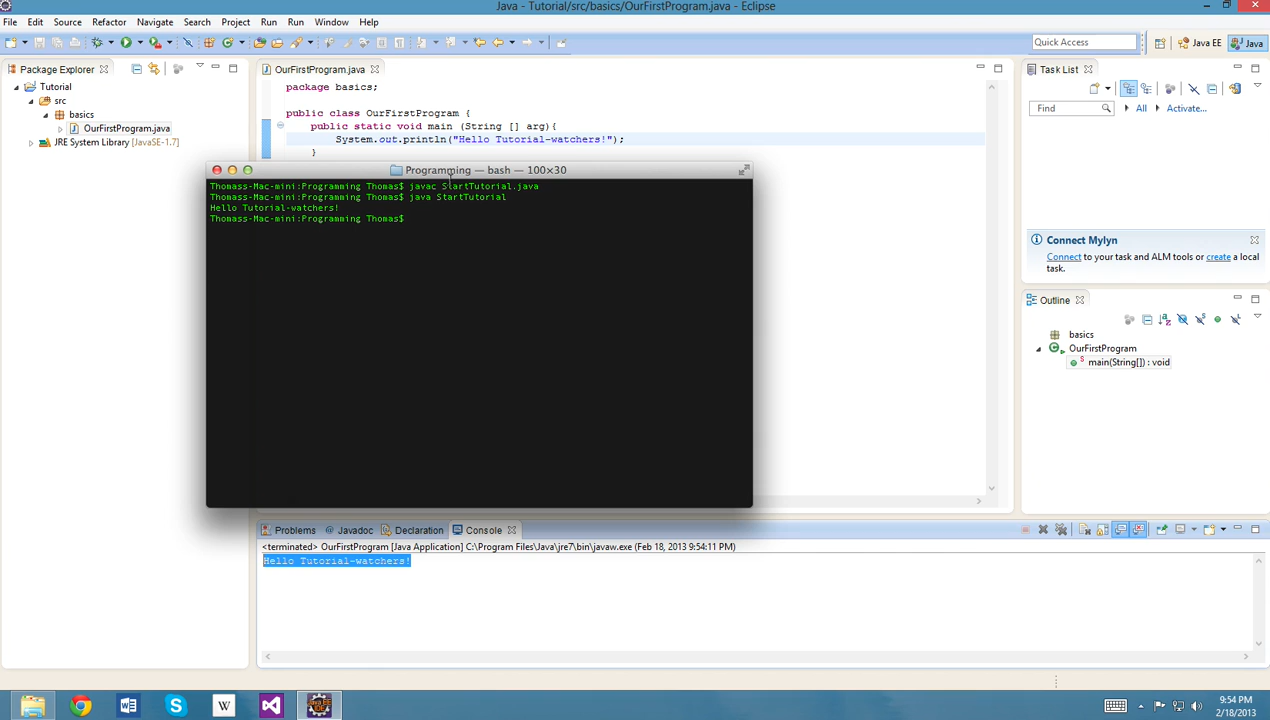 Java - Tutorial/src/basics/OurFirstProgram.java - Eclipse
File Edit Source Refactor Navigate Search Project Run Run Window Help
Quick Access
Java EE
Java
Package Explorer
Tutorial
src
basics
OurFirstProgram.java
JRE System Library [JavaSE-1.7]
OurFirstProgram.java
package basics;
public class OurFirstProgram {
public static void main (String [] arg){
System.out.println("Hello Tutorial-watchers!");
}
Programming — bash — 100×30
Thomass-Mac-mini:Programming Thomas$ javac StartTutorial.java
Thomass-Mac-mini:Programming Thomas$ java StartTutorial
Hello Tutorial-watchers!
Thomass-Mac-mini:Programming Thomas$
Task List
Find
All
Activate...
Connect Mylyn
Connect to your task and ALM tools or create a local
task.
Outline
basics
OurFirstProgram
main(String[]) : void
Problems @ Javadoc Declaration Console
<terminated> OurFirstProgram [Java Application] C:\Program Files\Java\jre7\bin\javaw.exe (Feb 18, 2013 9:54:11 PM)
Hello Tutorial-watchers!
W
9:54 PM
2/18/2013